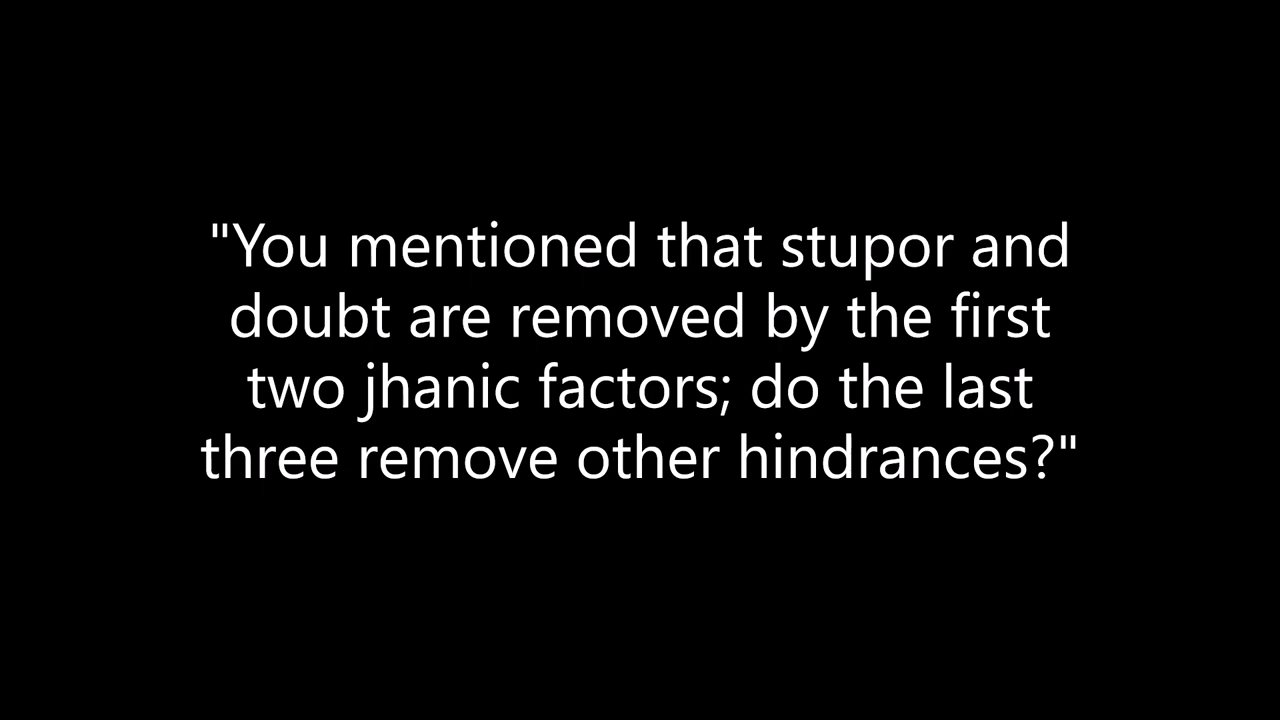 "You mentioned that stupor and
doubt are removed by the first
two jhanic factors; do the last
three remove other hindrances?"